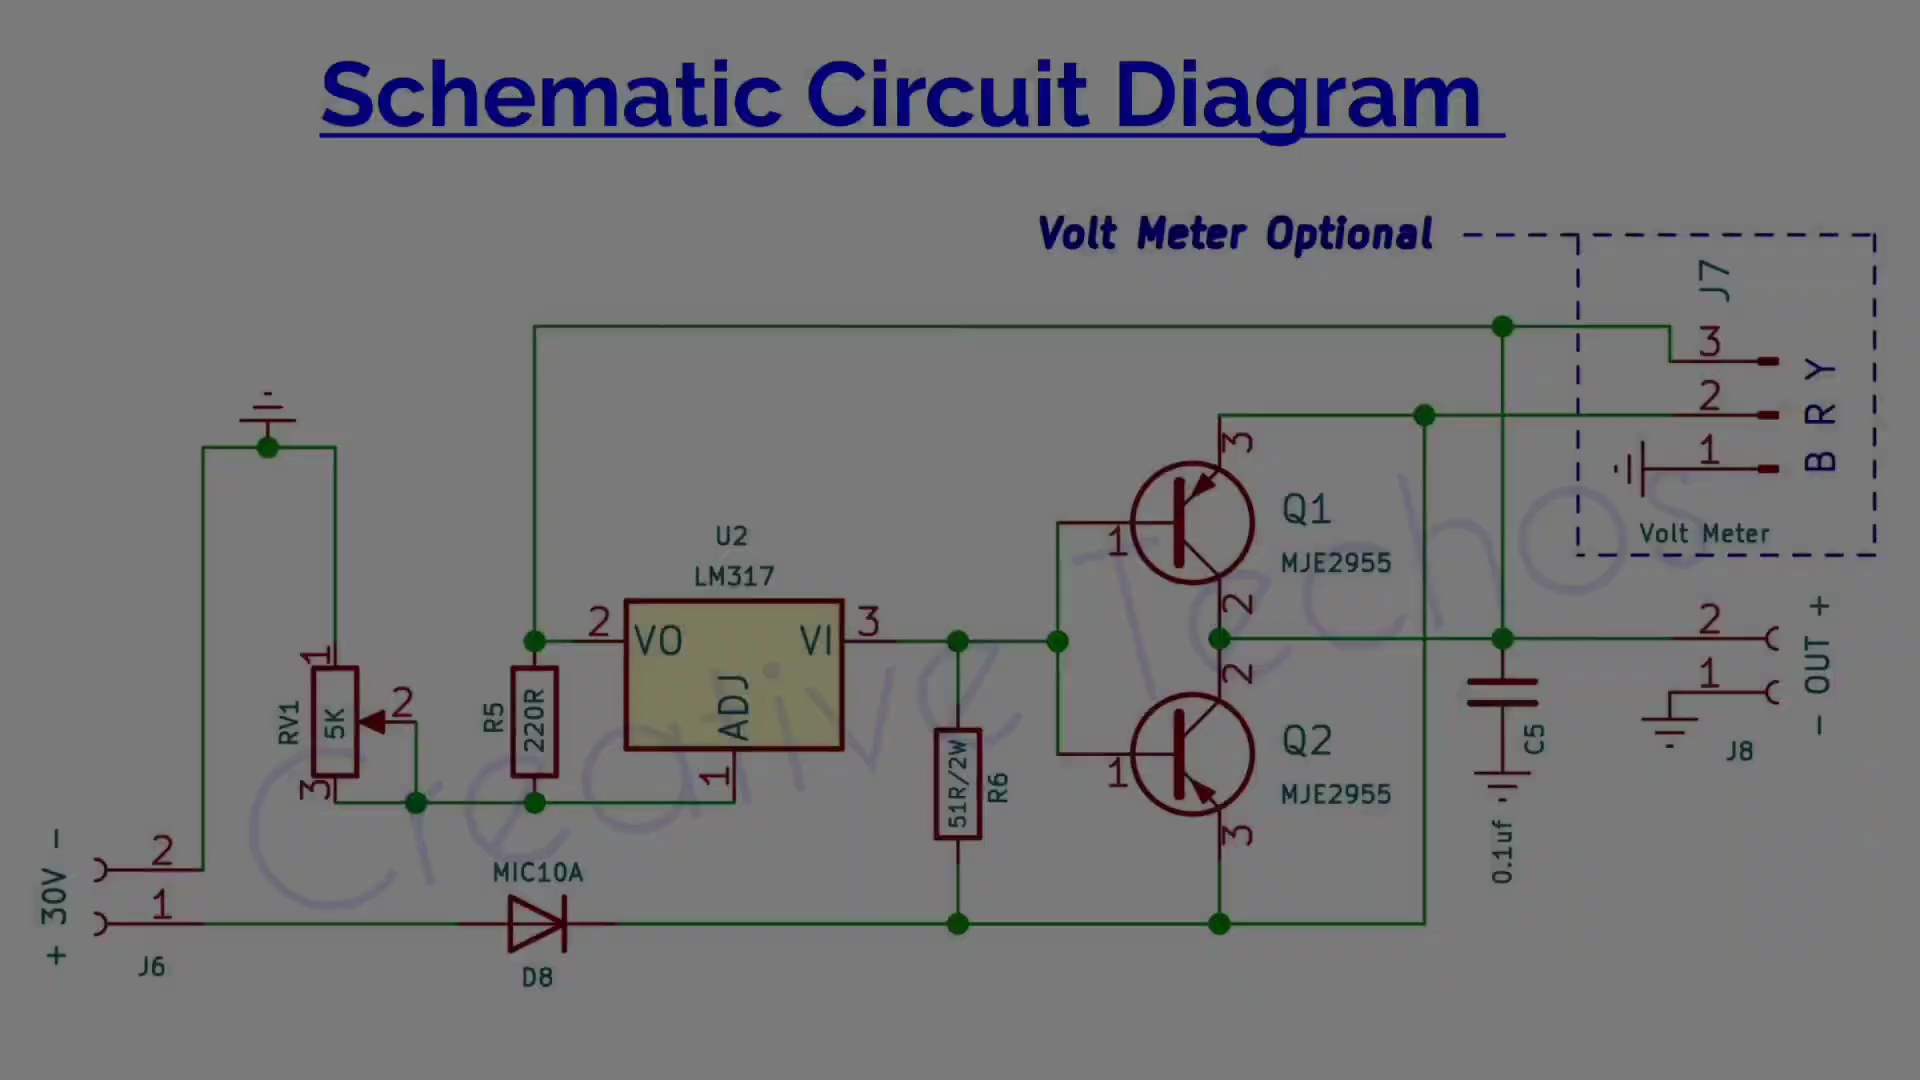 Schematic Circuit Diagram
Volt Meter Optional
J7
3
2
1
Y
R
B
Volt Meter
3
Q1
MJE2955
1
2
U2
LM317
2
VO
VI
3
ADJ
1
1
RV1
5K
2
3
R5
220R
51R/2W
R6
2
Q2
MJE2955
1
3
2
1
+
OUT
-
J8
C5
0.1uf
MIC10A
D8
-
30V
+
2
1
J6
Creative Techos